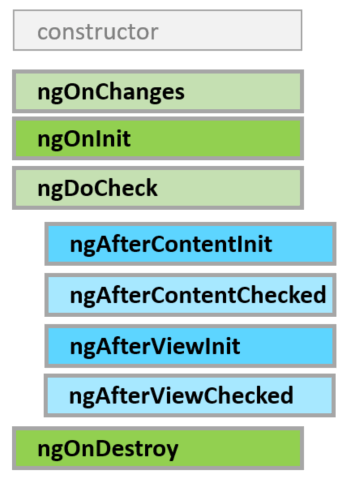 constructor
ngOnChanges
ngOnInit
ngDoCheck
ngAfterContentInit
ngAfterContentChecked
ngAfterViewInit
ngAfterViewChecked
ngOnDestroy